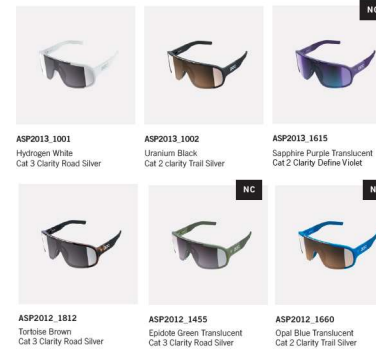 NC
ASP2013_1001
Hydrogen White
Cat 3 Clarity Road Silver
ASP2013_1002
Uranium Black
Cat 2 clarity Trail Silver
ASP2013_1615
Sapphire Purple Translucent
Cat 2 Clarity Define Violet
NC
N
ASP2012_1812
Tortoise Brown
Cat 3 Clarity Road Silver
ASP2012_1455
Epidote Green Translucent
Cat 3 Clarity Road Silver
ASP2012_1660
Opal Blue Translucent
Cat 2 Clarity Trail Silver